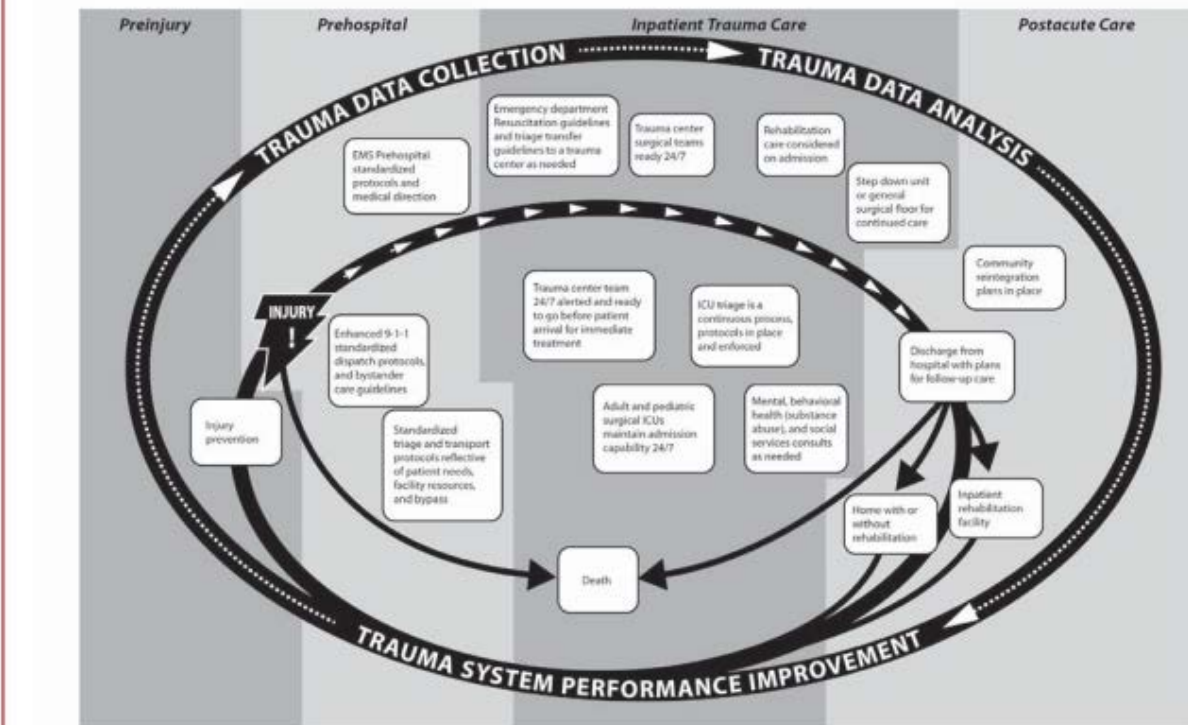 Preinjury
Prehospital
Inpatient Trauma Care
Postacute Care
TRAUMA DATA COLLECTION
TRAUMA DATA ANALYSIS
Emergency department
Resuscitation guidelines
and triage transfer
guidelines to a trauma
center as needed
Trauma center
surgical teams
ready 24/7
Rehabilitation
care considered
on admission
EMS Prehospital
standardized
protocols and
medical direction
Step down unit
or general
surgical floor for
continued care
Community
reintegration
plans in place
INJURY
!
Enhanced 9-1-1
standardized
dispatch protocols,
and bystander
care guidelines
Trauma center team
24/7 alerted and ready
to go before patient
arrival for immediate
treatment
ICU triage is a
continuous process,
protocols in place
and enforced
Discharge from
hospital with plans
for follow-up care
Injury
prevention
Standardized
triage and transport
protocols reflective
of patient needs,
facility resources,
and bypass
Adult and pediatric
surgical ICUs
maintain admission
capability 24/7
Mental, behavioral
health (substance
abuse), and social
services consults
as needed
Home with or
without
rehabilitation
Inpatient
rehabilitation
facility
Death
TRAUMA SYSTEM PERFORMANCE IMPROVEMENT